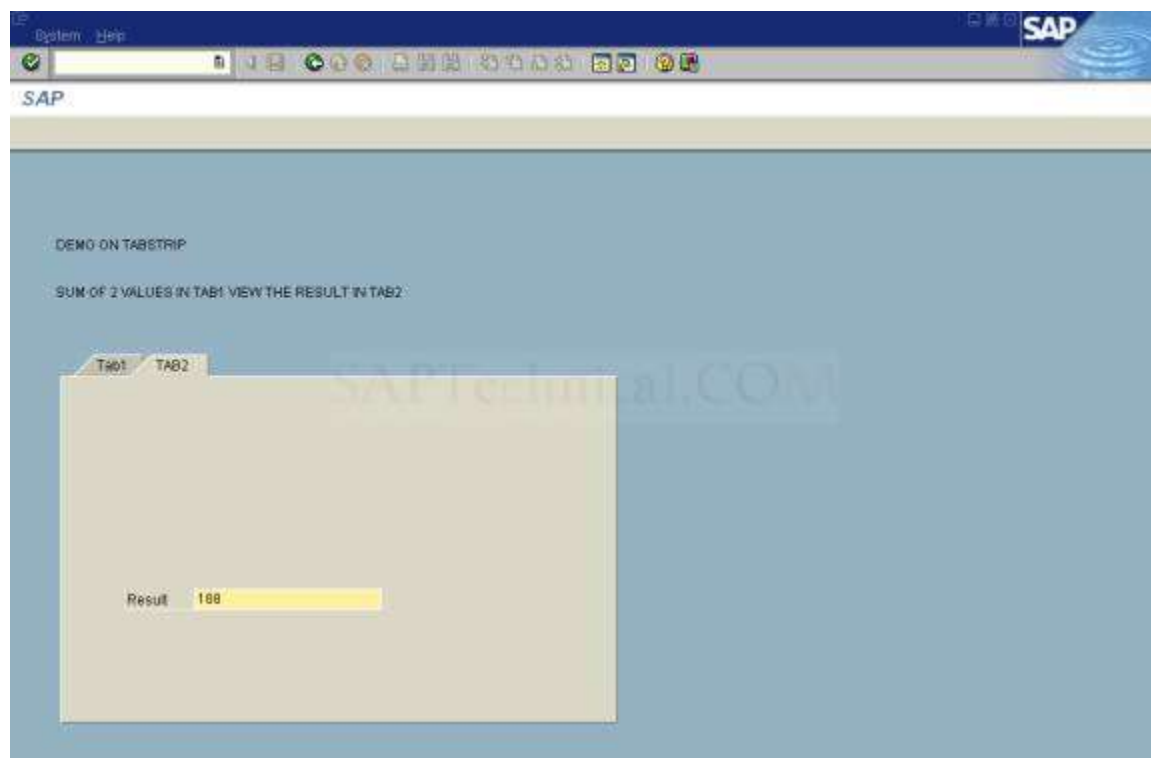 System Help
SAP
SAP
DEMO ON TABSTRIP
SUM OF 2 VALUES IN TAB1 VIEW THE RESULT IN TAB2
Tab1 TAB2
SAPTechnical.COM
Result